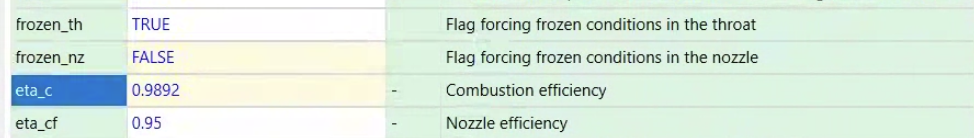 frozen_th TRUE Flag forcing frozen conditions in the throat
frozen_nz FALSE Flag forcing frozen conditions in the nozzle
eta_c 0.9892 - Combustion efficiency
eta_cf 0.95 - Nozzle efficiency